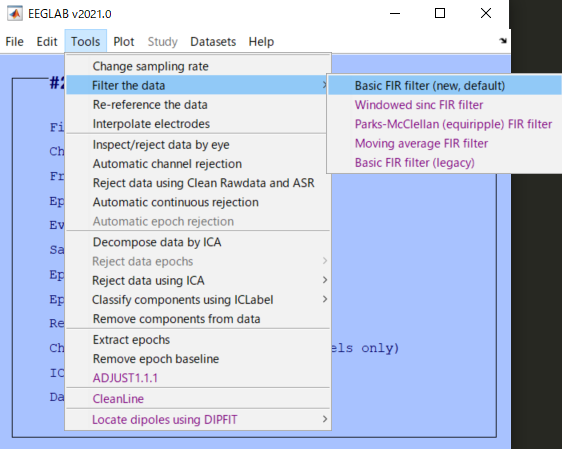 EEGLAB v2021.0
File Edit Tools Plot Study Datasets Help
#2
Change sampling rate
Filter the data
Re-reference the data
Interpolate electrodes
Inspect/reject data by eye
Automatic channel rejection
Reject data using Clean Rawdata and ASR
Automatic continuous rejection
Automatic epoch rejection
Decompose data by ICA
Reject data epochs
Reject data using ICA
Classify components using ICLabel
Remove components from data
Extract epochs
Remove epoch baseline
ADJUST1.1.1
CleanLine
Locate dipoles using DIPFIT
Basic FIR filter (new, default)
Windowed sinc FIR filter
Parks-McClellan (equiripple) FIR filter
Moving average FIR filter
Basic FIR filter (legacy)
Fi
Ch
Fr
Ep
Ev
Sa
Ep
Ep
Re
Ch els only)
IC
Da